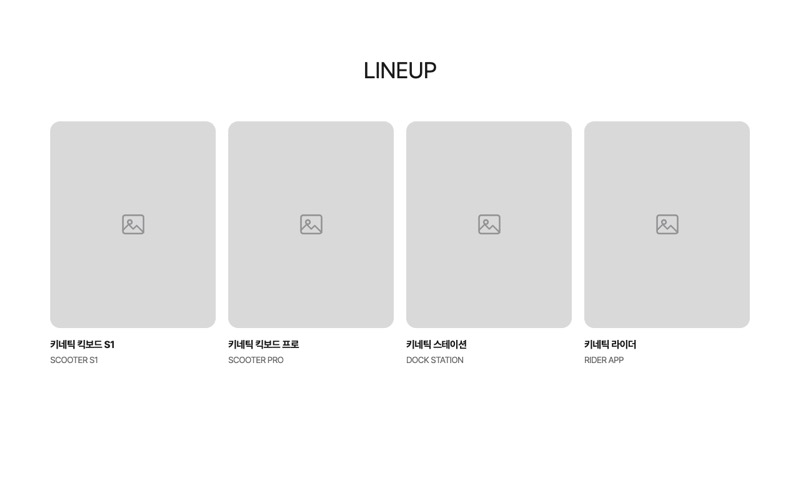 LINEUP
키네틱 킥보드 S1
SCOOTER S1
키네틱 킥보드 프로
SCOOTER PRO
키네틱 스테이션
DOCK STATION
키네틱 라이더
RIDER APP